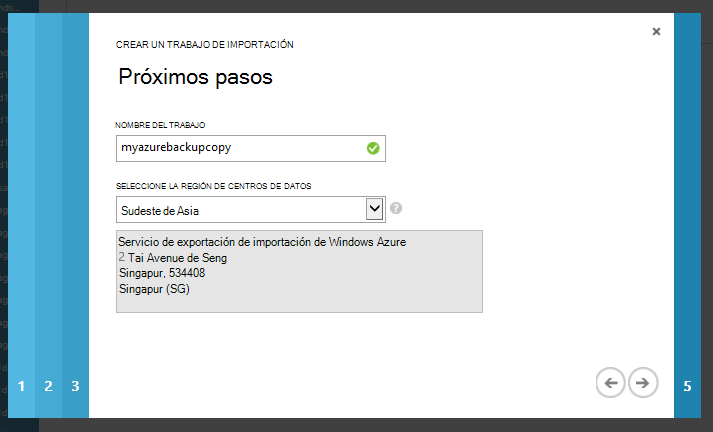 CREAR UN TRABAJO DE IMPORTACIÓN
Próximos pasos
NOMBRE DEL TRABAJO
myazurebackupcopy
SELECCIONE LA REGIÓN DE CENTROS DE DATOS
Sudeste de Asia
?
Servicio de exportación de importación de Windows Azure
2 Tai Avenue de Seng
Singapur, 534408
Singapur (SG)
1 2 3 5